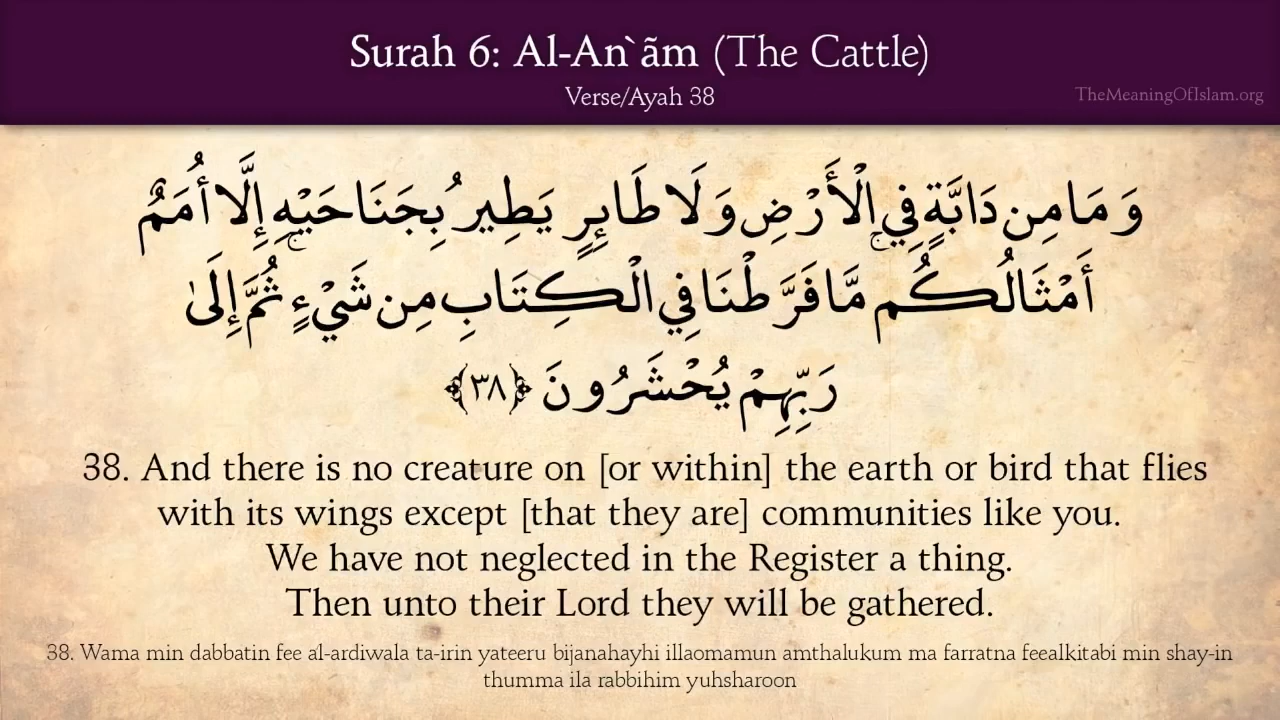 Surah 6: Al-An`ãm (The Cattle)
Verse/Ayah 38
TheMeaningOfIslam.org
وَمَا مِن دَابَّةٍ فِي الْأَرْضِ وَلَا طَائِرٍ يَطِيرُ بِجَنَاحَيْهِ إِلَّا أُمَمٌ
أَمْثَالُكُم ۚ مَّا فَرَّطْنَا فِي الْكِتَابِ مِن شَيْءٍ ۚ ثُمَّ إِلَىٰ
رَبِّهِمْ يُحْشَرُونَ ﴿٣٨﴾
38. And there is no creature on [or within] the earth or bird that flies
with its wings except [that they are] communities like you.
We have not neglected in the Register a thing.
Then unto their Lord they will be gathered.
38. Wama min dabbatin fee al-ardiwala ta-irin yateeru bijanahayhi illaomamun amthalukum ma farratna feealkitabi min shay-in
thumma ila rabbihim yuhsharoon